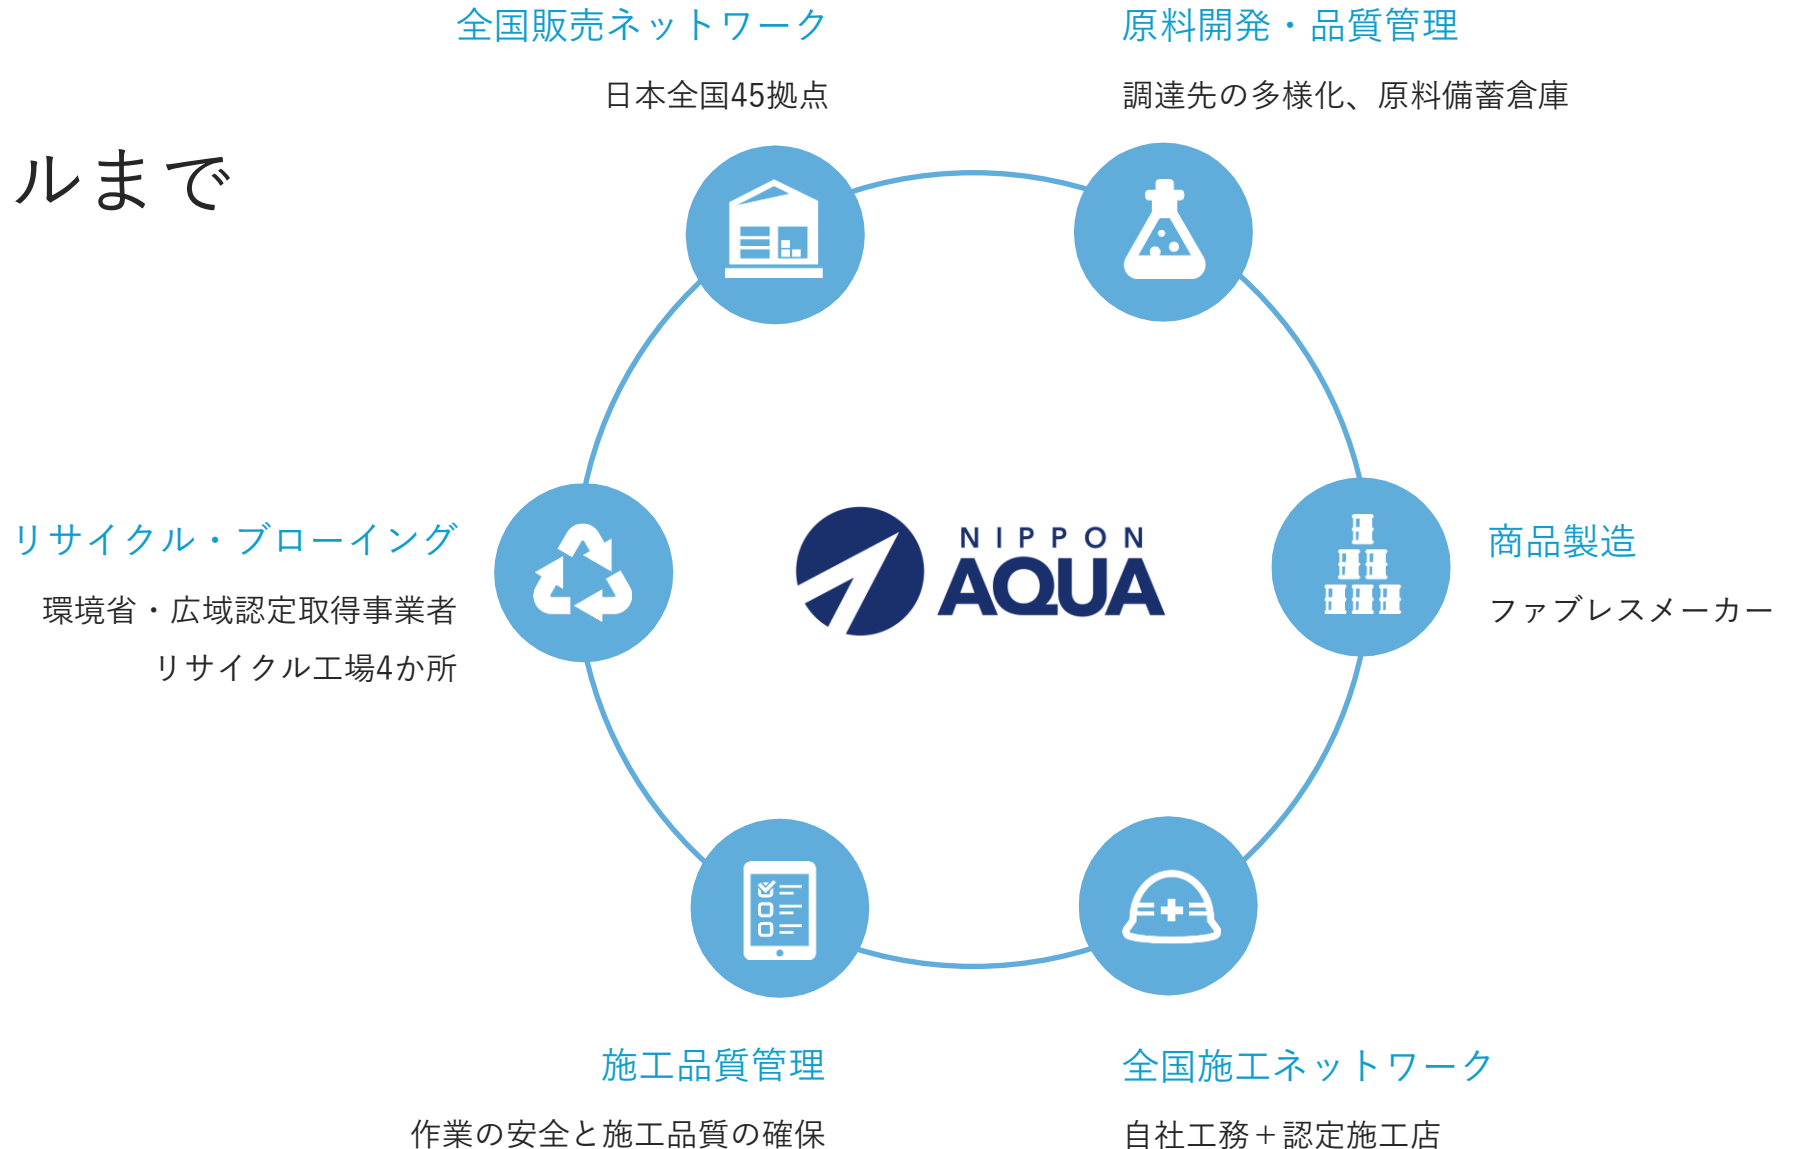 全国販売ネットワーク
日本全国45拠点
原料開発・品質管理
調達先の多様化、原料備蓄倉庫
ルまで
リサイクル・ブローイング
環境省・広域認定取得事業者
リサイクル工場4か所
NIPPON
AQUA
商品製造
ファブレスメーカー
施工品質管理
作業の安全と施工品質の確保
全国施工ネットワーク
自社工務＋認定施工店